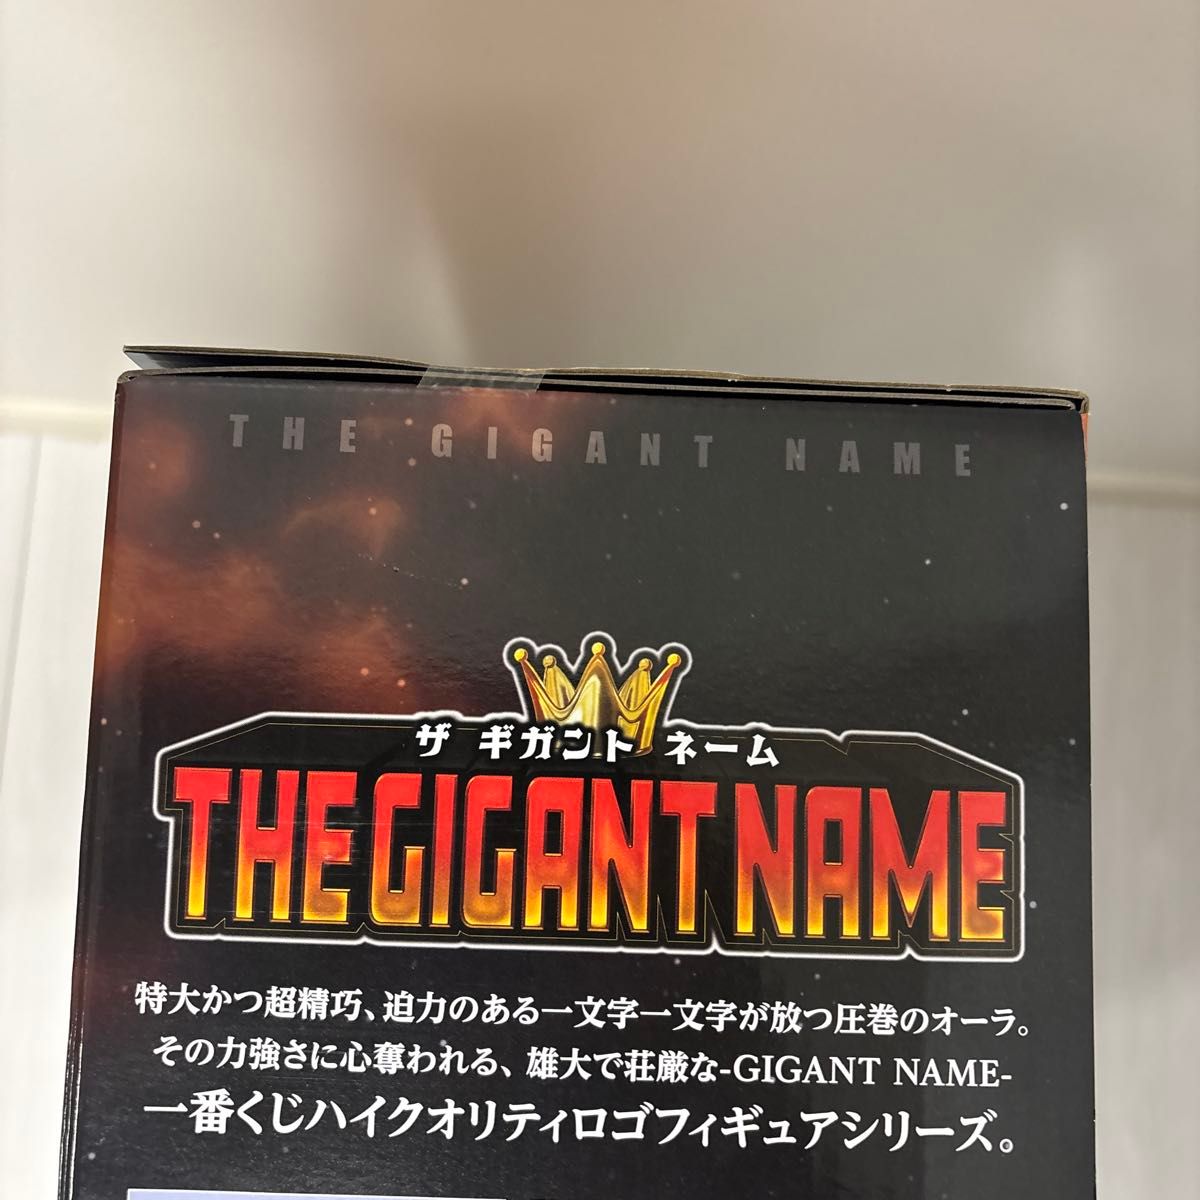 THE GIGANT NAME
ザ ギガント ネーム
THE GIGANT NAME
特大かつ超精巧、迫力のある一文字一文字が放つ圧巻のオーラ。
その力強さに心奪われる、雄大で荘厳な-GIGANT NAME-
一番くじハイクオリティロゴフィギュアシリーズ。